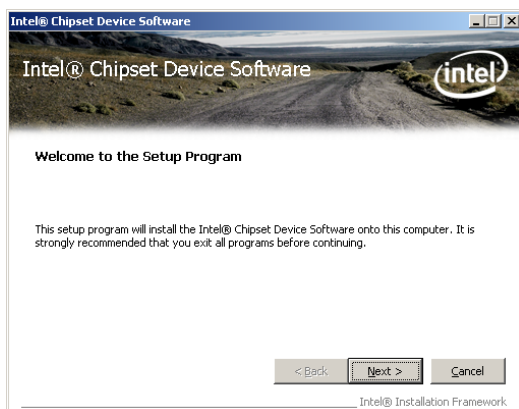 Intel® Chipset Device Software
Intel® Chipset Device Software
intel
Welcome to the Setup Program
This setup program will install the Intel® Chipset Device Software onto this computer. It is
strongly recommended that you exit all programs before continuing.
< Back Next > Cancel
Intel® Installation Framework